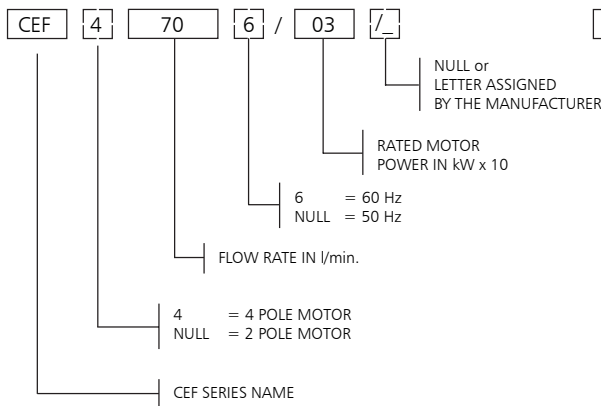 CEF 4 70 6 / 03 /_
NULL or
LETTER ASSIGNED
BY THE MANUFACTURER
RATED MOTOR
POWER IN kW x 10
6 = 60 Hz
NULL = 50 Hz
FLOW RATE IN l/min.
4 = 4 POLE MOTOR
NULL = 2 POLE MOTOR
CEF SERIES NAME